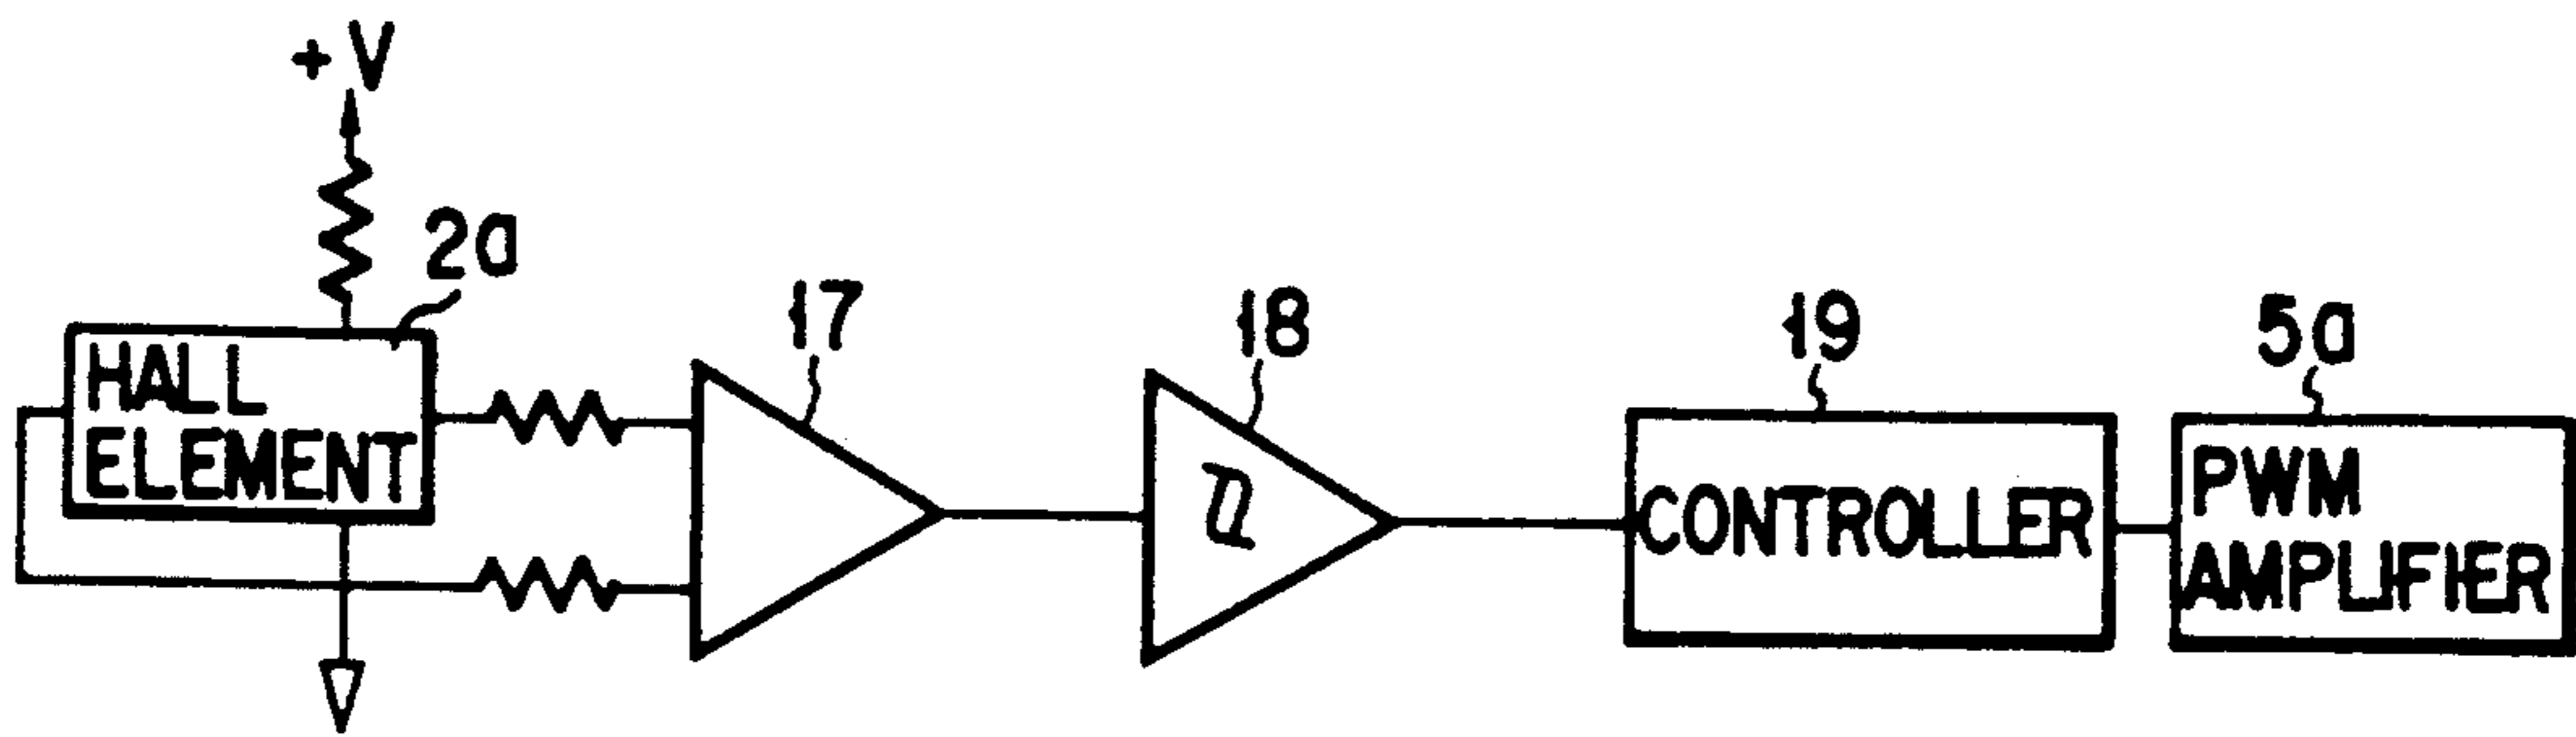 +V
2a
17
18
19
5a
HALL
ELEMENT
CONTROLLER
PWM
AMPLIFIER